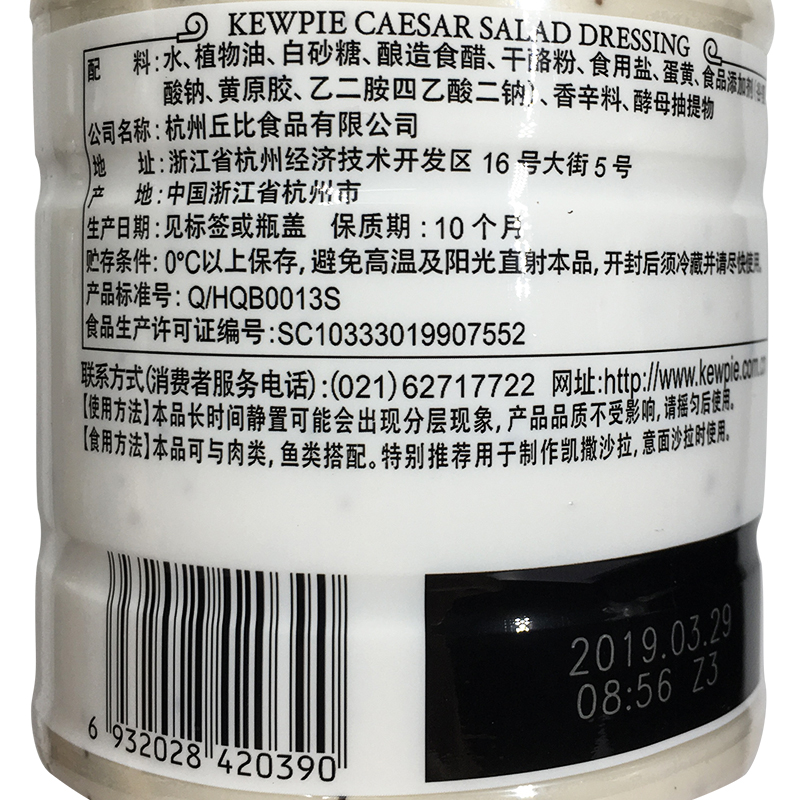 KEWPIE CAESAR SALAD DRESSING
配 料:水、植物油、白砂糖、酿造食醋、干酪粉、食用盐、蛋黄、食品添加剂(谷氨
酸钠、黄原胶、乙二胺四乙酸二钠)、香辛料、酵母抽提物
公司名称:杭州丘比食品有限公司
地 址:浙江省杭州经济技术开发区 16 号大街 5 号
产 地:中国浙江省杭州市
生产日期:见标签或瓶盖 保质期:10 个月
贮存条件: 0℃以上保存, 避免高温及阳光直射本品, 开封后须冷藏并请尽快使用。
产品标准号: Q/HQB0013S
食品生产许可证编号:SC10333019907552
联系方式(消费者服务电话):(021)62717722 网址:http://www.kewpie.com.cn
【使用方法】本品长时间静置可能会出现分层现象, 产品品质不受影响, 请摇匀后使用。
【食用方法】本品可与肉类, 鱼类搭配。特别推荐用于制作凯撒沙拉, 意面沙拉时使用。
2019.03.29
08:56 Z3
6 932028 420390